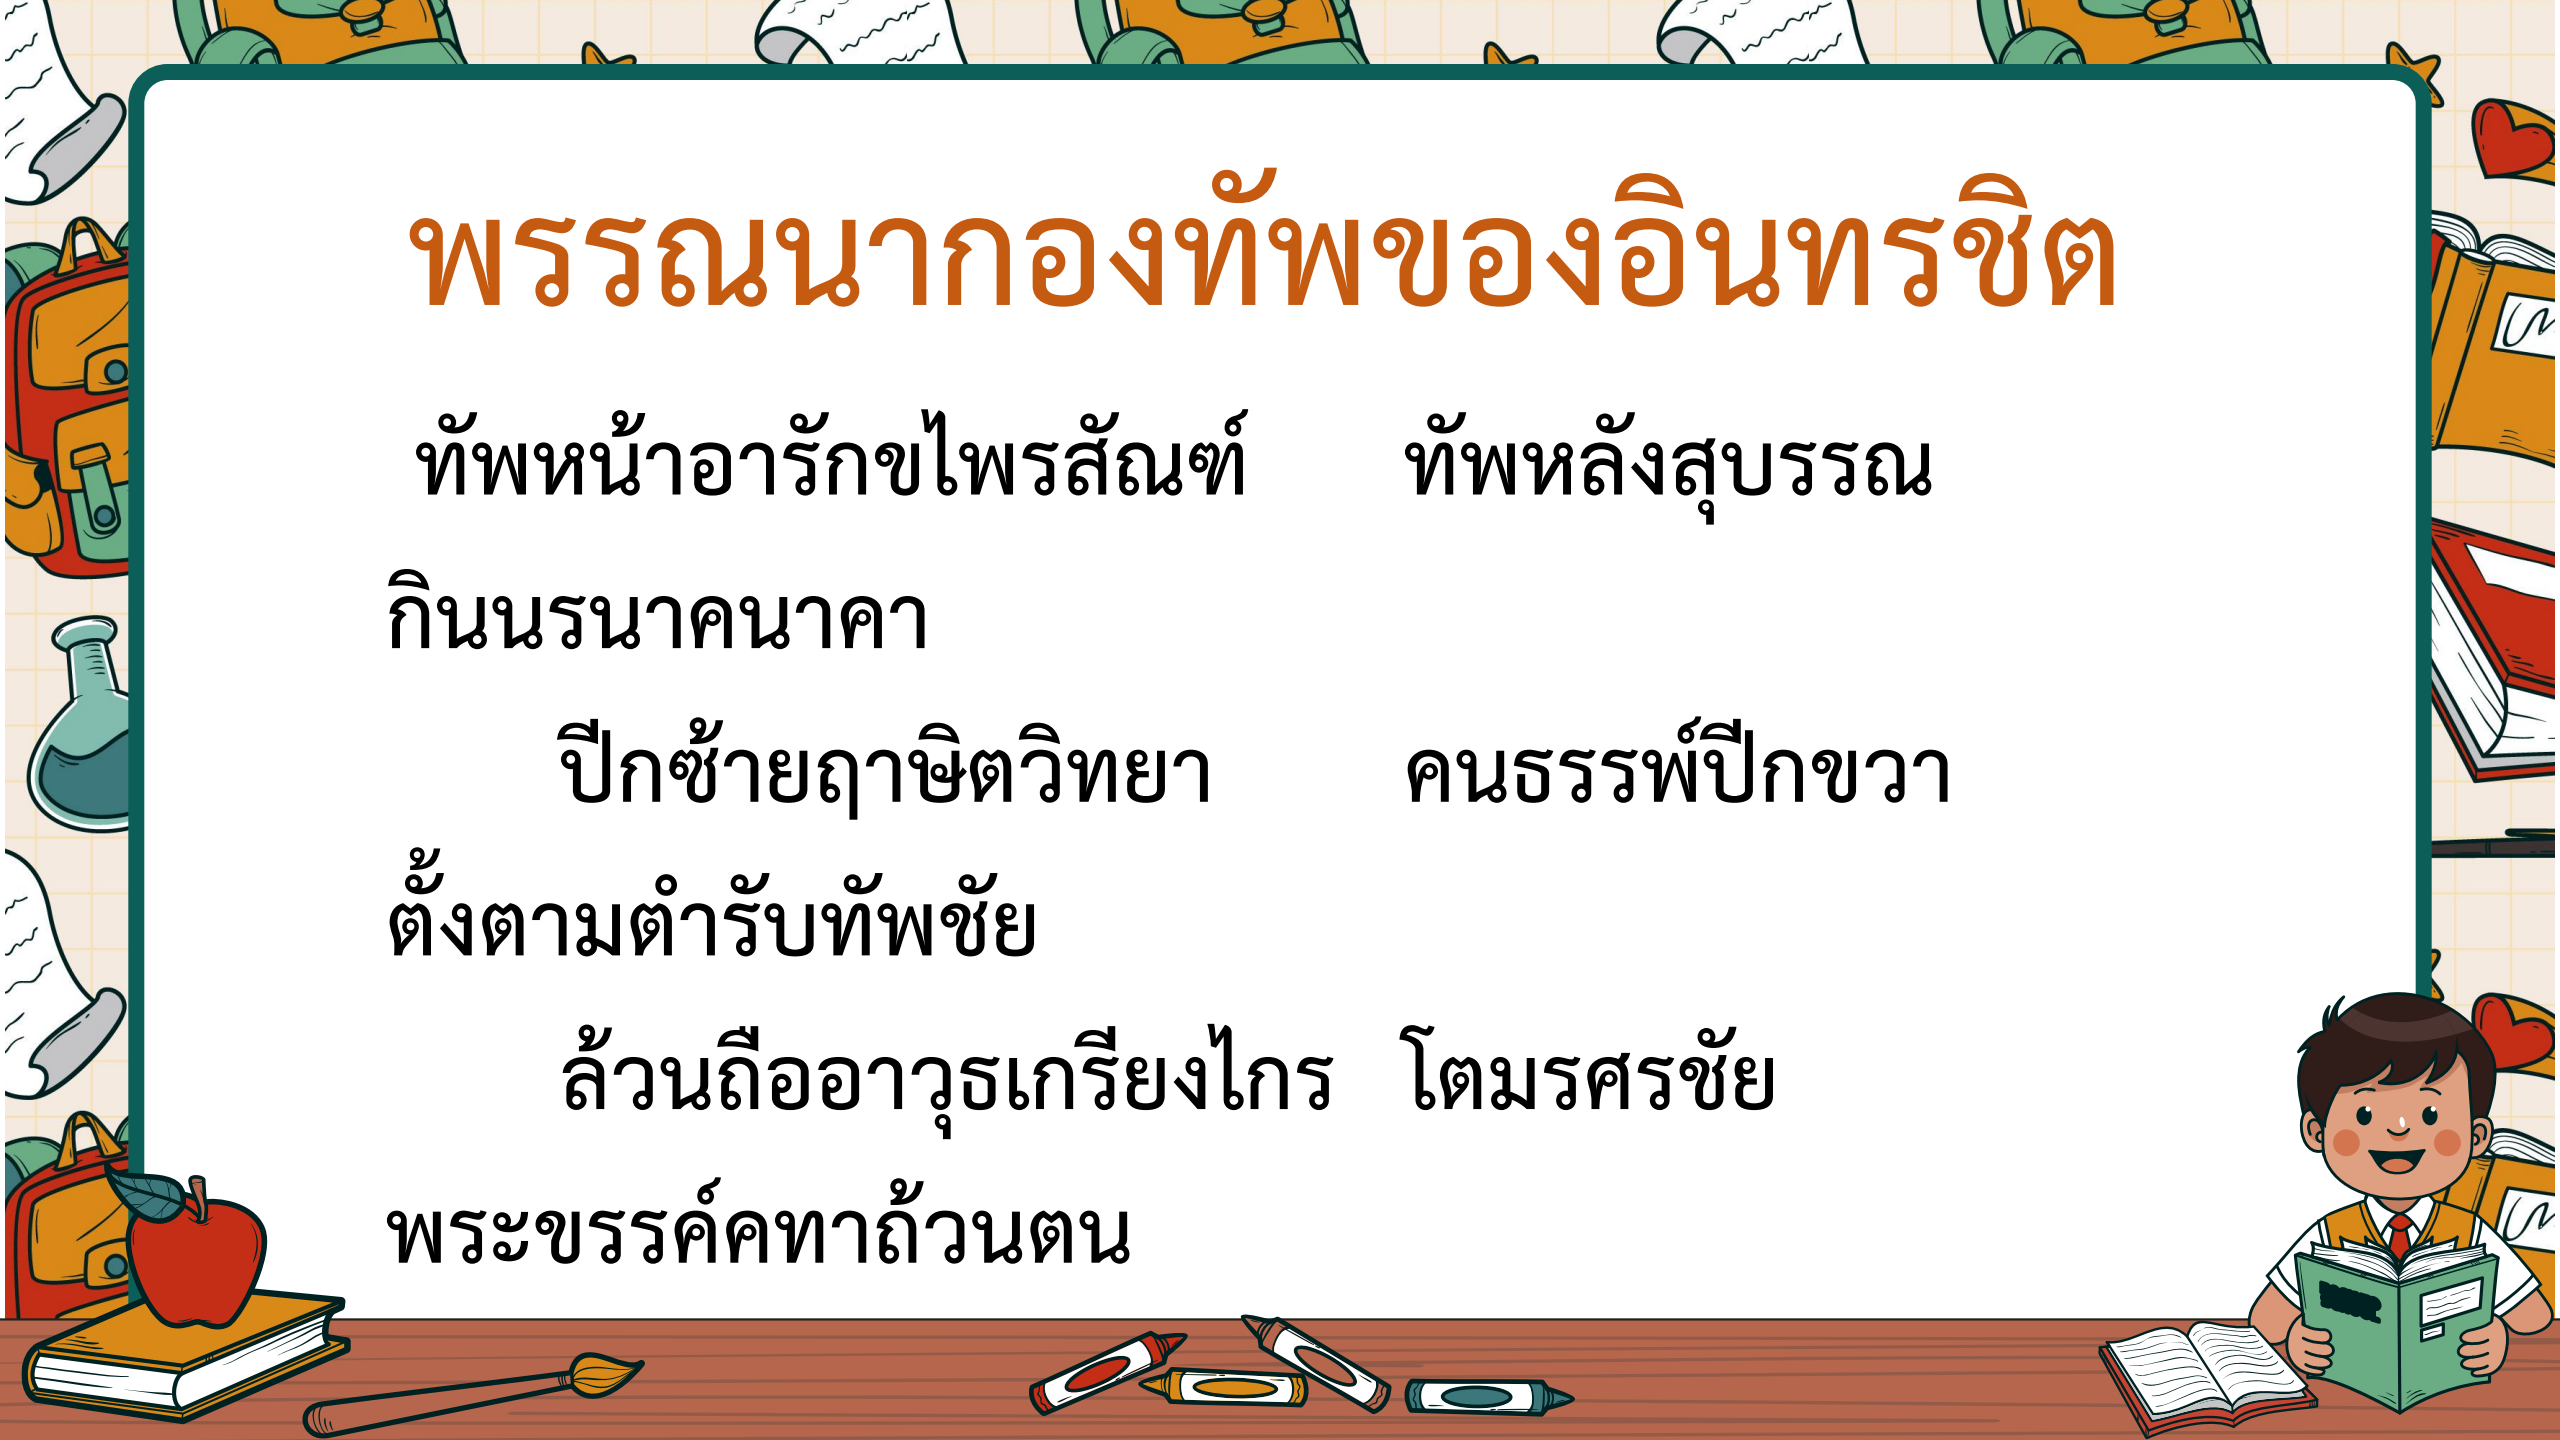 พรรณนากองทัพของอินทรชิต
ทัพหน้าอารักขไพรสัณฑ์ ทัพหลังสุบรรณ
กินนรนาคนาคา
ปีกซ้ายฤาษิตวิทยา คนธรรพ์ปีกขวา
ตั้งตามตำรับทัพชัย
ล้วนถืออาวุธเกรียงไกร โตมรศรชัย
พระขรรค์คทาถ้วนตน